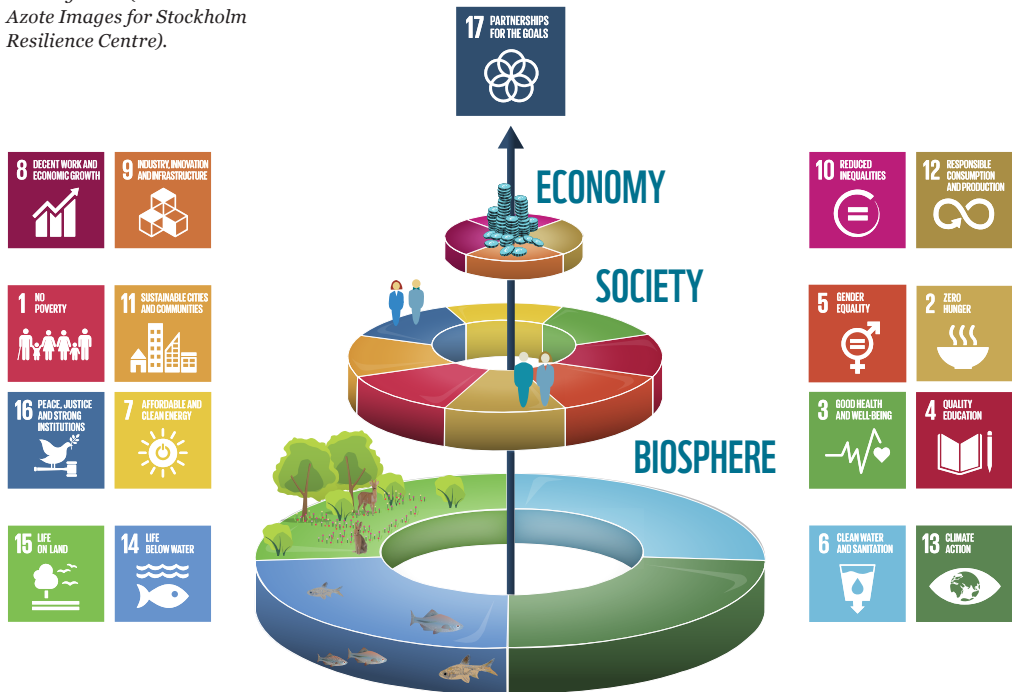 Azote Images for Stockholm
Resilience Centre).
17 PARTNERSHIPS
FOR THE GOALS
8 DECENT WORK AND
ECONOMIC GROWTH
9 INDUSTRY, INNOVATION
AND INFRASTRUCTURE
ECONOMY
10 REDUCED
INEQUALITIES
12 RESPONSIBLE
CONSUMPTION
AND PRODUCTION
1 NO
POVERTY
11 SUSTAINABLE CITIES
AND COMMUNITIES
SOCIETY
5 GENDER
EQUALITY
2 ZERO
HUNGER
16 PEACE, JUSTICE
AND STRONG
INSTITUTIONS
7 AFFORDABLE AND
CLEAN ENERGY
3 GOOD HEALTH
AND WELL-BEING
4 QUALITY
EDUCATION
BIOSPHERE
15 LIFE
ON LAND
14 LIFE
BELOW WATER
6 CLEAN WATER
AND SANITATION
13 CLIMATE
ACTION